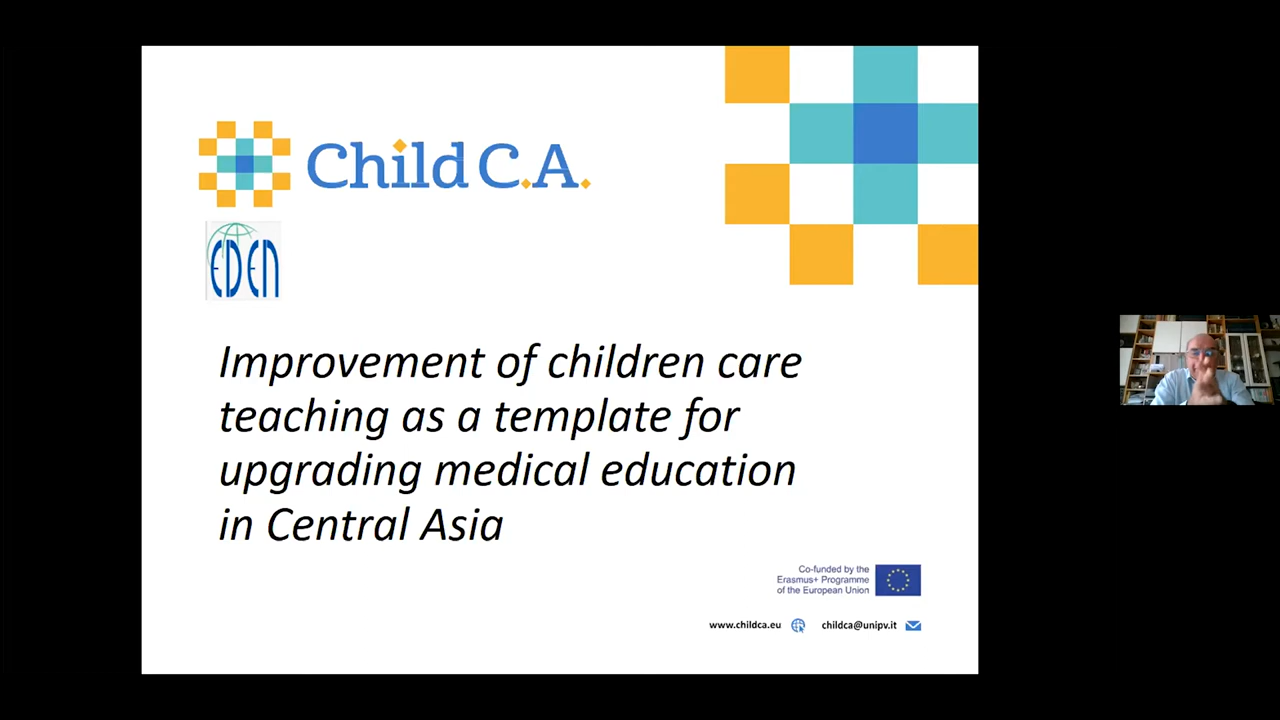 Child C.A.
EDEN
Improvement of children care
teaching as a template for
upgrading medical education
in Central Asia
Co-funded by the
Erasmus+ Programme
of the European Union
www.childca.eu childca@unipv.it